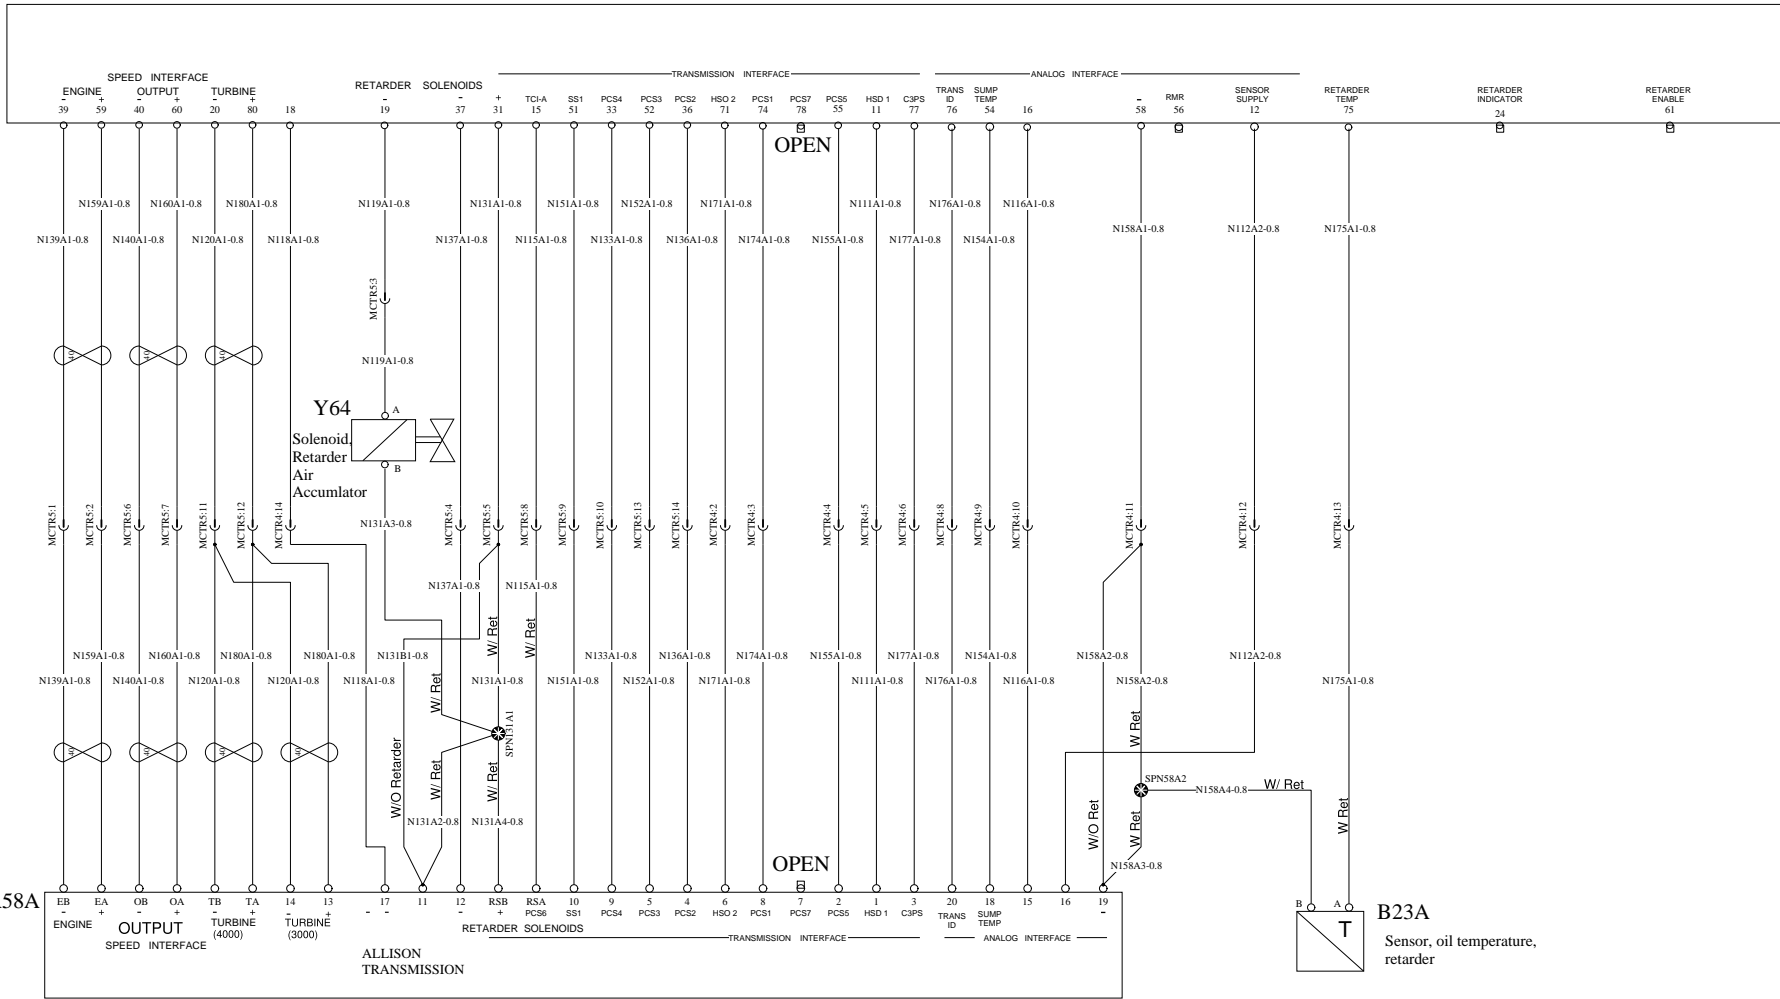 SPEED INTERFACE
RETARDER SOLENOIDS
TRANSMISSION INTERFACE
ANALOG INTERFACE
ENGINE OUTPUT TURBINE
TCI-A SS1 PCS4 PCS3 PCS2 HSO 2 PCS1 PCS7 PCS5 HSD 1 C3PS
TRANS ID
SUMP TEMP
RMR
SENSOR SUPPLY
RETARDER TEMP
RETARDER INDICATOR
RETARDER ENABLE
- + - + - + - - + -
39 59 40 60 20 80 18 19 37 31 15 51 33 52 36 71 74 78 55 11 77 76 54 16 58 56 12 75 24 61
OPEN
N159A1-0.8 N160A1-0.8 N180A1-0.8 N119A1-0.8 N131A1-0.8 N151A1-0.8 N152A1-0.8 N171A1-0.8 N111A1-0.8 N176A1-0.8 N116A1-0.8
N158A1-0.8 N112A2-0.8 N175A1-0.8
N139A1-0.8 N140A1-0.8 N120A1-0.8 N118A1-0.8 N137A1-0.8 N115A1-0.8 N133A1-0.8 N136A1-0.8 N174A1-0.8 N155A1-0.8 N177A1-0.8 N154A1-0.8
MCTR5:3
40 40 40
N119A1-0.8
Y64
A
Solenoid,
Retarder
Air
Accumlator
B
N131A3-0.8
MCTR5:1 MCTR5:2 MCTR5:6 MCTR5:7 MCTR5:11 MCTR5:12 MCTR4:14 MCTR5:4 MCTR5:5 MCTR5:8 MCTR5:9 MCTR5:10 MCTR5:13 MCTR5:14 MCTR4:2 MCTR4:3 MCTR4:4 MCTR4:5 MCTR4:6 MCTR4:8 MCTR4:9 MCTR4:10 MCTR4:11 MCTR4:12 MCTR4:13
N137A1-0.8 N115A1-0.8
W/ Ret W/ Ret
N159A1-0.8 N160A1-0.8 N180A1-0.8 N180A1-0.8 N131B1-0.8 N133A1-0.8 N136A1-0.8 N174A1-0.8 N155A1-0.8 N177A1-0.8 N154A1-0.8 N158A2-0.8 N112A2-0.8
N139A1-0.8 N140A1-0.8 N120A1-0.8 N120A1-0.8 N118A1-0.8 N131A1-0.8 N151A1-0.8 N152A1-0.8 N171A1-0.8 N111A1-0.8 N176A1-0.8 N116A1-0.8 N158A2-0.8 N175A1-0.8
W/ Ret
SPN131A1
W Ret
40 40 40 40
W/O Retarder
W/ Ret
W/ Ret
SPN58A2
N158A4-0.8
W/ Ret
N131A2-0.8 N131A4-0.8
W/O Ret
W Ret
W Ret
N158A3-0.8
OPEN
58A
EB EA OB OA TB TA 14 13 17 11 12 RSB RSA 10 9 5 4 6 8 7 2 1 3 20 18 15 16 19
- + - + - + - + - - - + -
PCS6 SS1 PCS4 PCS3 PCS2 HSO 2 PCS1 PCS7 PCS5 HSD 1 C3PS
TRANS ID
SUMP TEMP
ENGINE
OUTPUT
TURBINE
(4000)
TURBINE
(3000)
SPEED INTERFACE
RETARDER SOLENOIDS
TRANSMISSION INTERFACE
ANALOG INTERFACE
ALLISON
TRANSMISSION
B A
B23A
T
Sensor, oil temperature,
retarder